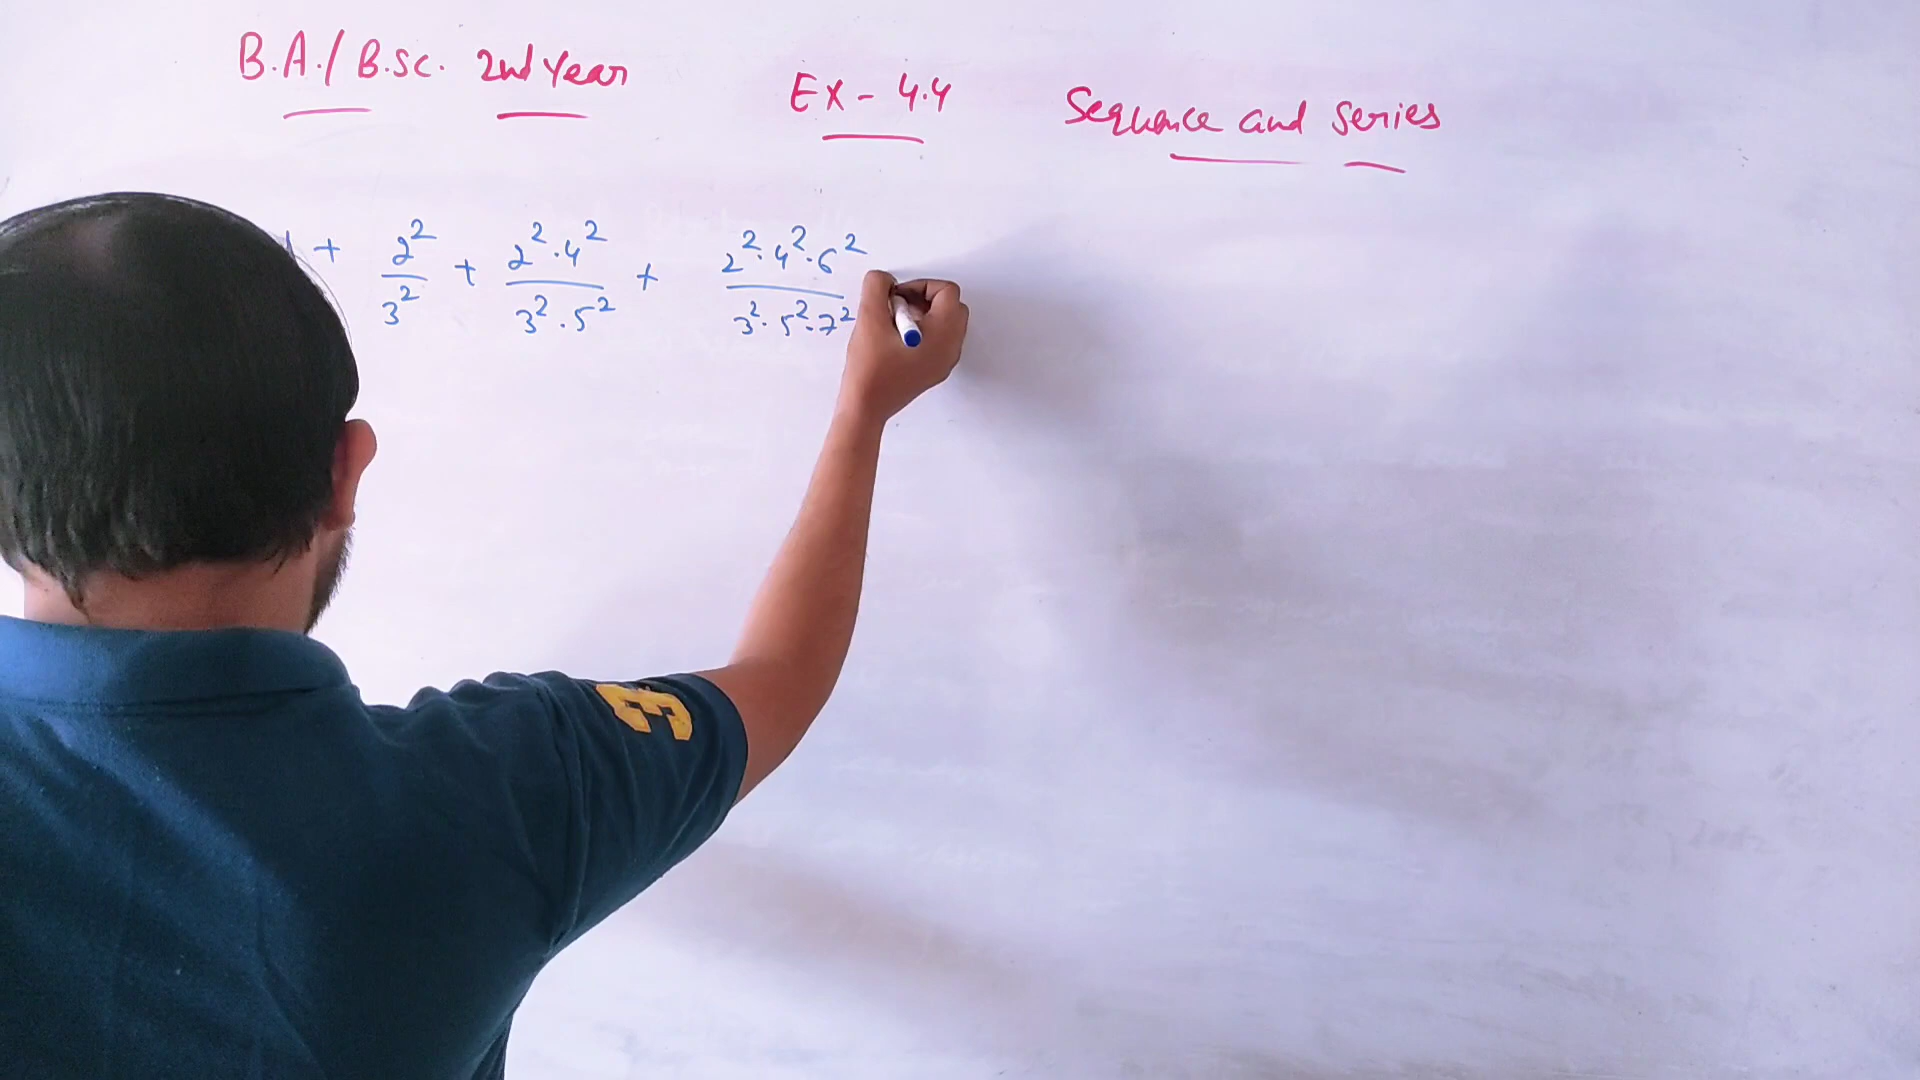 B.A./B.sc. 2nd Year Ex - 4.4 Sequence and series
+ 2²/3² + 2²·4²/3²·5² + 2²·4²·6²/3²·5²·7²